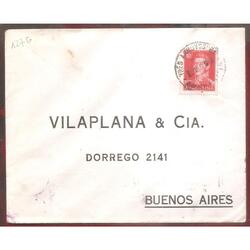 VILAPLANA & CIA.
DORREGO 2141
BUENOS AIRES